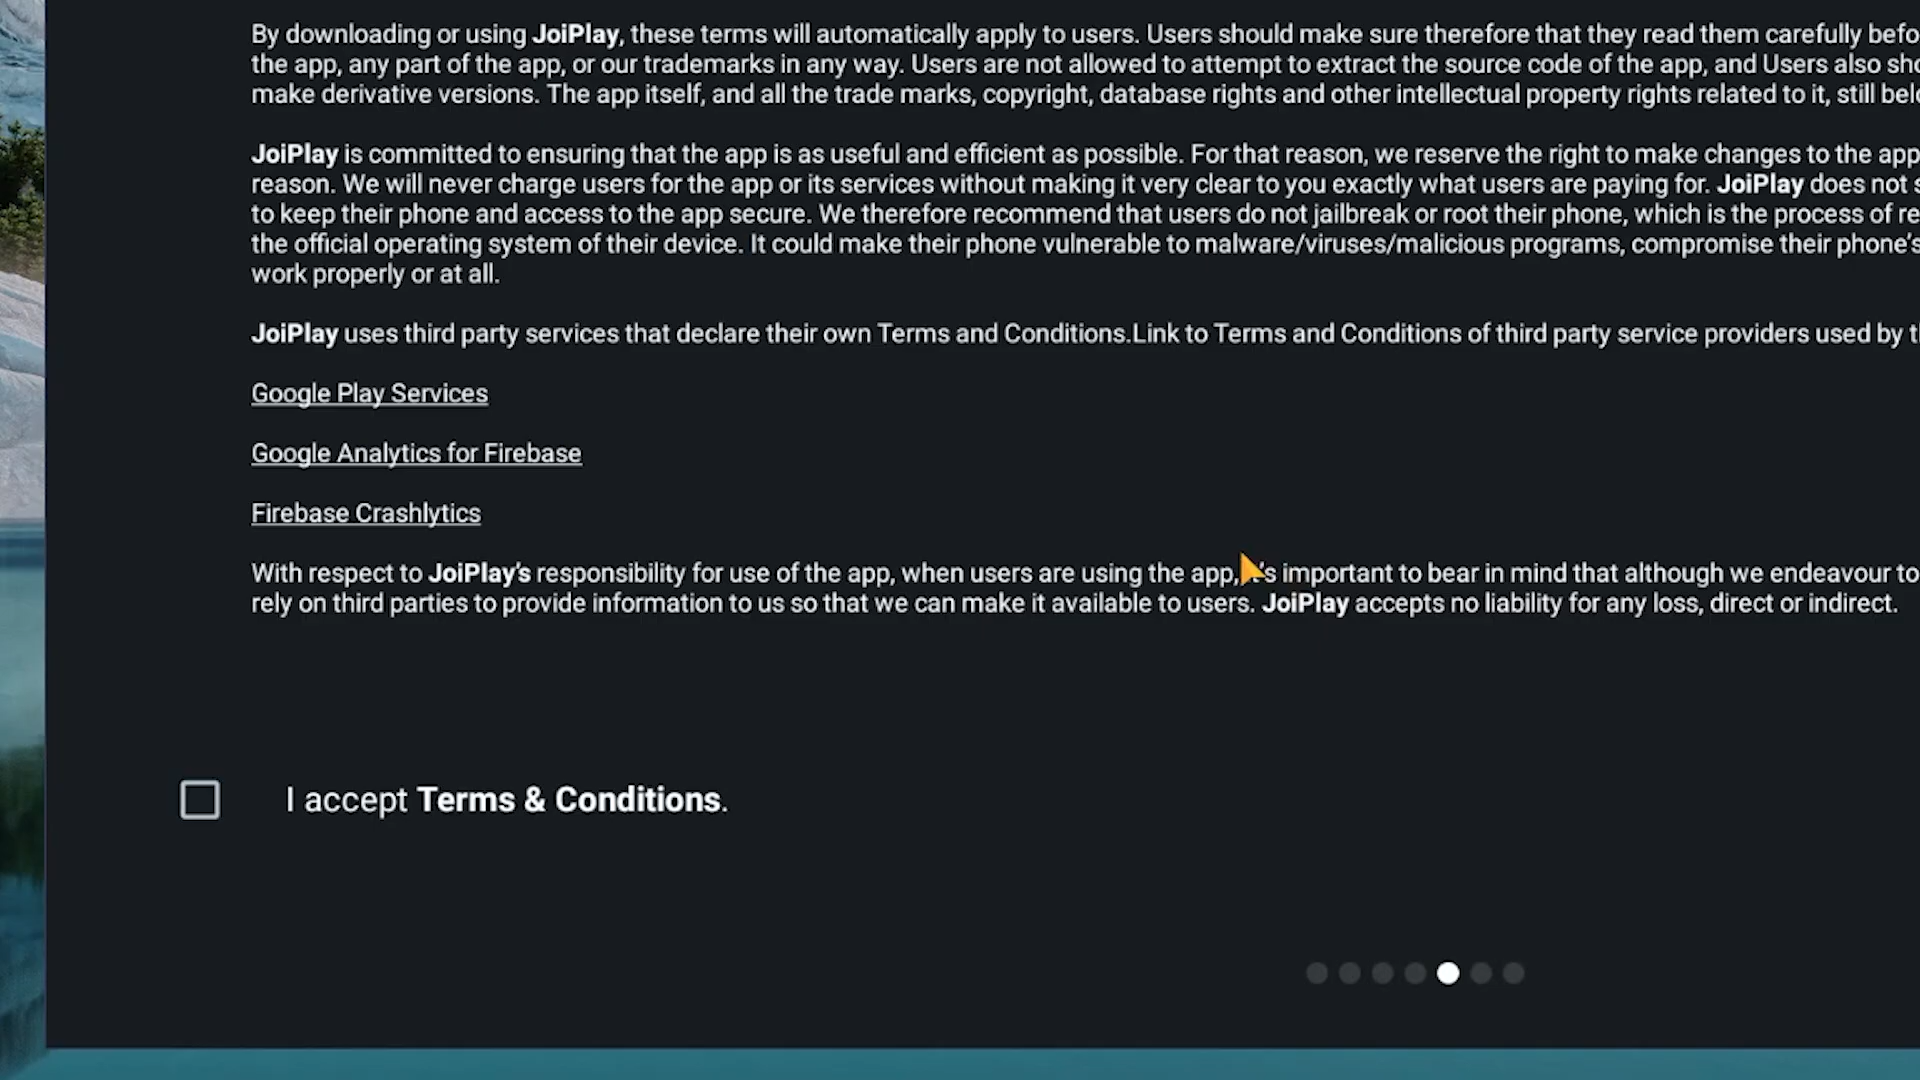 By downloading or using JoiPlay, these terms will automatically apply to users. Users should make sure therefore that they read them carefully
the app, any part of the app, or our trademarks in any way. Users are not allowed to attempt to extract the source code of the app, and Users also
make derivative versions. The app itself, and all the trade marks, copyright, database rights and other intellectual property rights related to it, still
JoiPlay is committed to ensuring that the app is as useful and efficient as possible. For that reason, we reserve the right to make changes to the app
reason. We will never charge users for the app or its services without making it very clear to you exactly what users are paying for. JoiPlay does not
to keep their phone and access to the app secure. We therefore recommend that users do not jailbreak or root their phone, which is the process of
the official operating system of their device. It could make their phone vulnerable to malware/viruses/malicious programs, compromise their phone's
work properly or at all.
JoiPlay uses third party services that declare their own Terms and Conditions.Link to Terms and Conditions of third party service providers used by
Google Play Services
Google Analytics for Firebase
Firebase Crashlytics
With respect to JoiPlay's responsibility for use of the app, when users are using the app, it's important to bear in mind that although we endeavour to
rely on third parties to provide information to us so that we can make it available to users. JoiPlay accepts no liability for any loss, direct or indirect.
I accept Terms & Conditions.